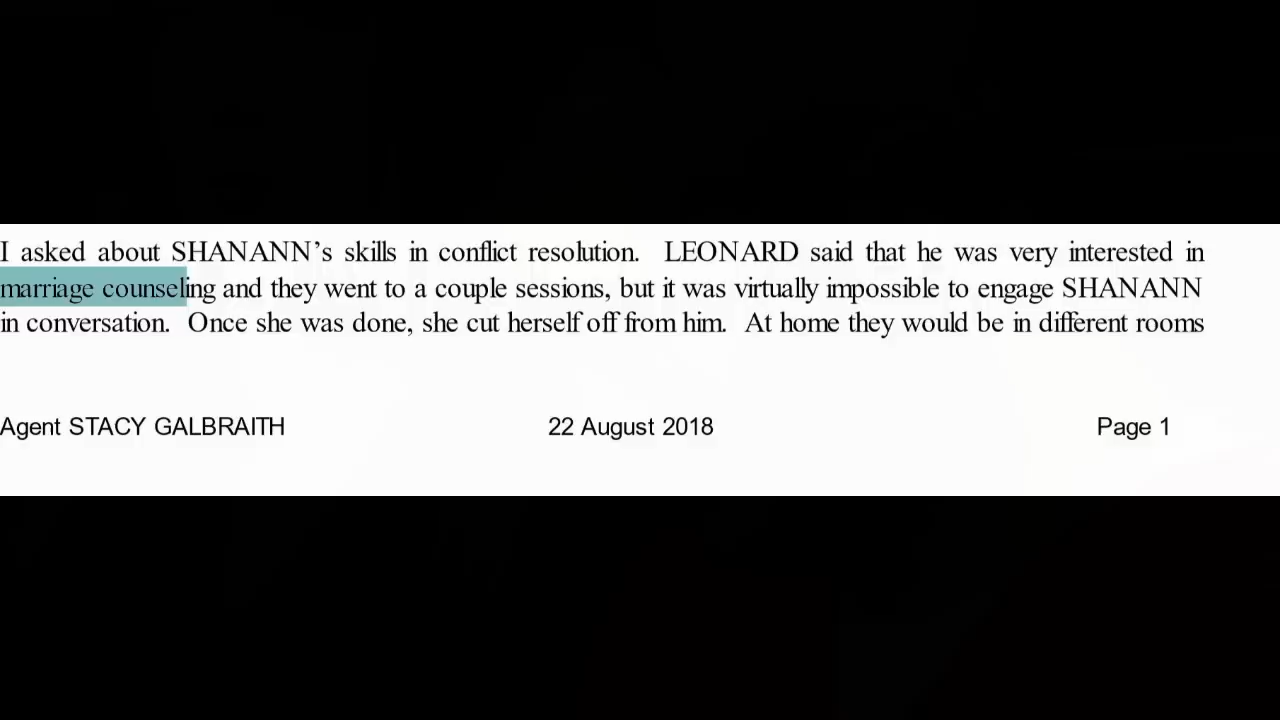 I asked about SHANANN’s skills in conflict resolution.  LEONARD said that he was very interested in
marriage counseling and they went to a couple sessions, but it was virtually impossible to engage SHANANN
in conversation.  Once she was done, she cut herself off from him.  At home they would be in different rooms
Agent STACY GALBRAITH 22 August 2018 Page 1